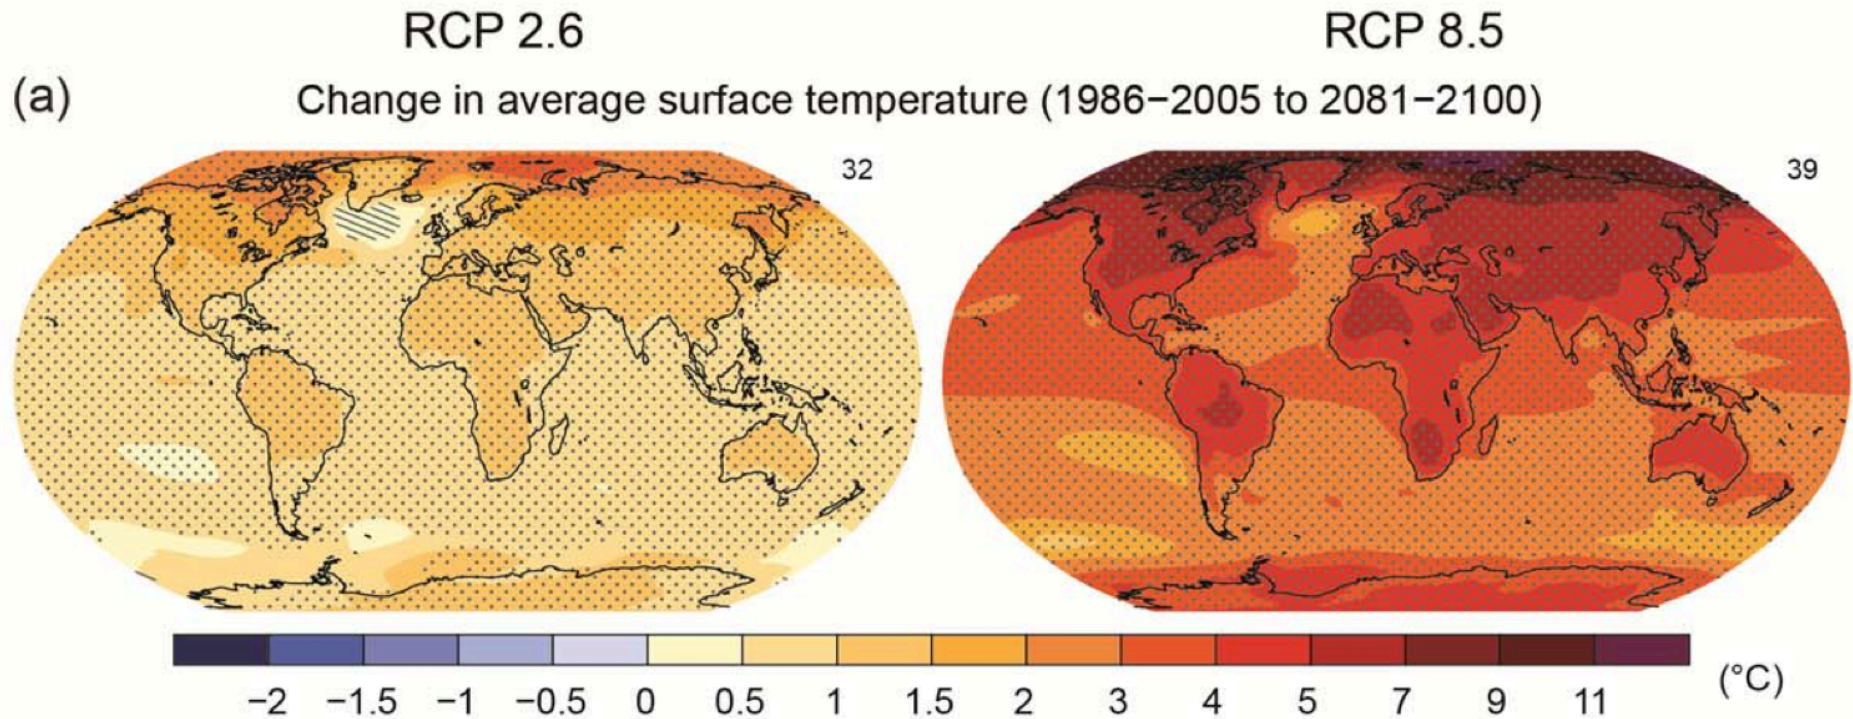 RCP 2.6 RCP 8.5
(a) Change in average surface temperature (1986−2005 to 2081−2100)
32 39
−2 −1.5 −1 −0.5 0 0.5 1 1.5 2 3 4 5 7 9 11 (°C)